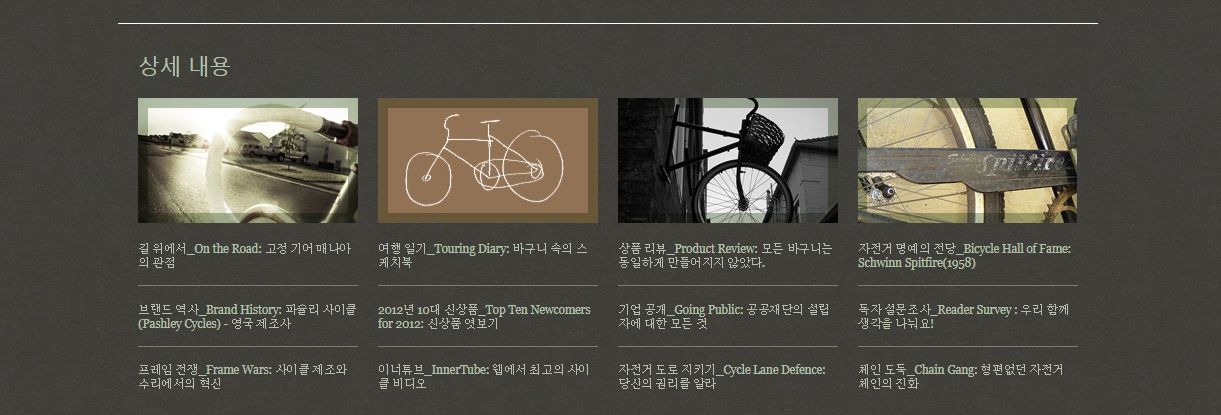 상세 내용
Spitfire
길 위에서_On the Road: 고정 기어 매니아
의 관점
여행 일기_Touring Diary: 바구니 속의 스
케치북
상품 리뷰_Product Review: 모든 바구니는
동일하게 만들어지지 않았다.
자전거 명예의 전당_Bicycle Hall of Fame:
Schwinn Spitfire(1958)
브랜드 역사_Brand History: 파슐리 사이클
(Pashley Cycles) - 영국 제조사
2012년 10대 신상품_Top Ten Newcomers
for 2012: 신상품 엿보기
기업 공개_Going Public: 공공재단의 설립
자에 대한 모든 것
독자 설문조사_Reader Survey : 우리 함께
생각을 나눠요!
프레임 전쟁_Frame Wars: 사이클 제조와
수리에서의 혁신
이너튜브_InnerTube: 웹에서 최고의 사이
클 비디오
자전거 도로 지키기_Cycle Lane Defence:
당신의 권리를 알라
체인 도둑_Chain Gang: 형편없던 자전거
체인의 진화